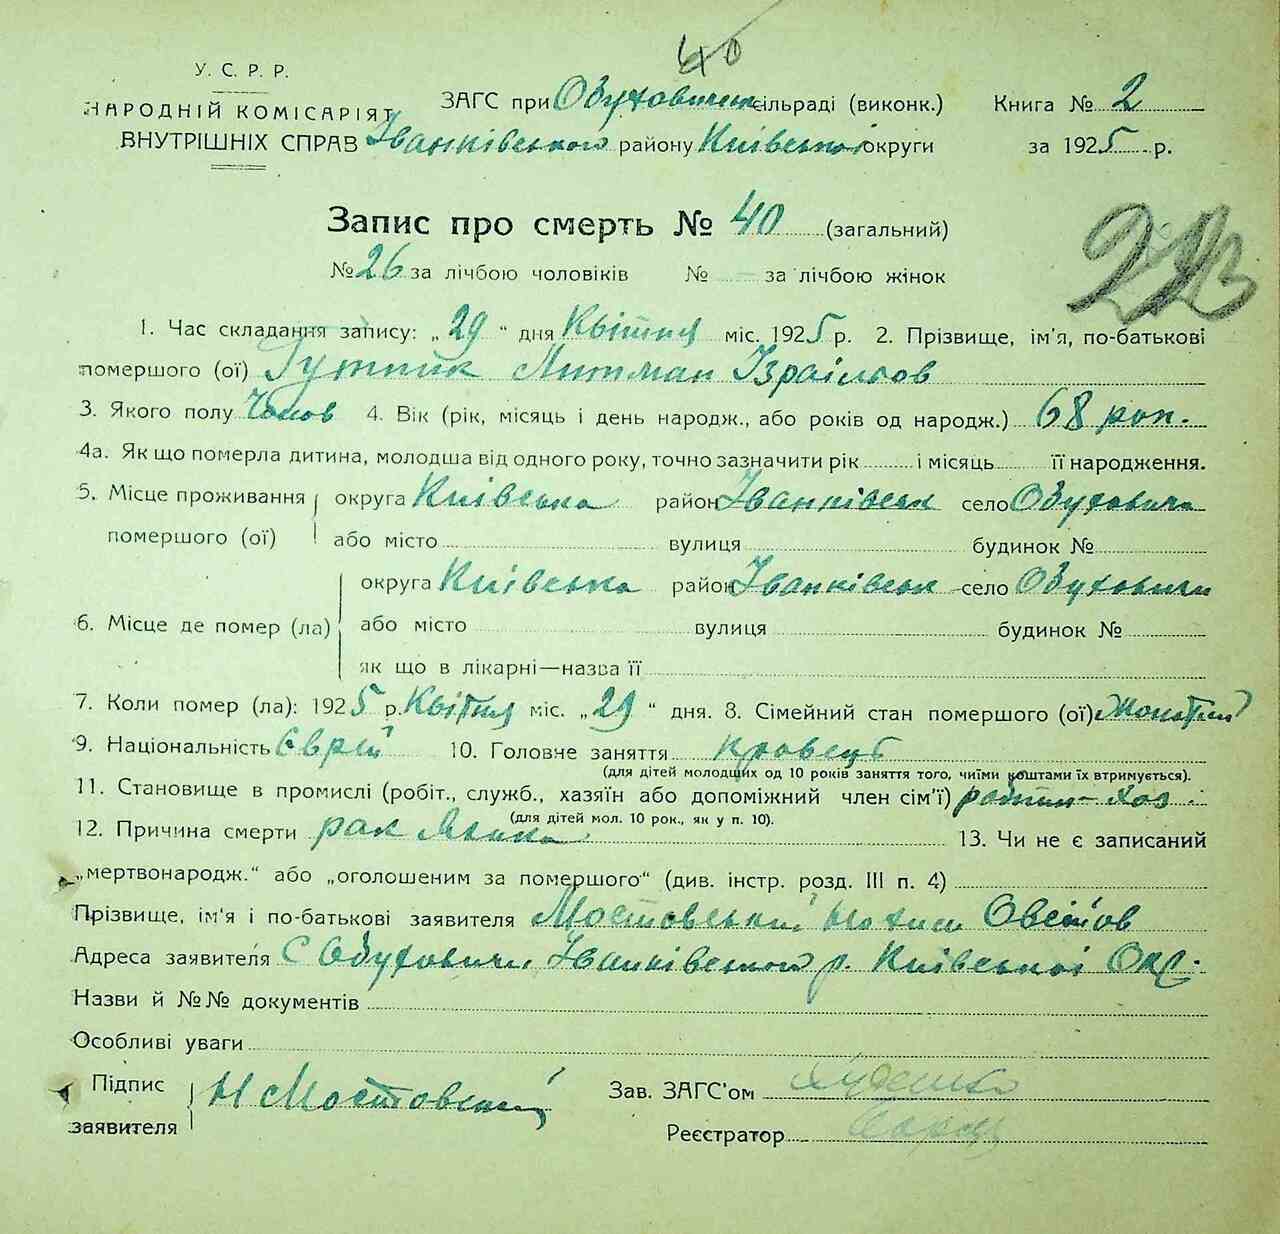 40
У. С. Р. Р.
НАРОДНІЙ КОМІСАРІЯТ
ВНУТРІШНІХ СПРАВ
ЗАГС при Обуховичськ сільраді (виконк.)
Іванківського району Київської округи
Книга № 2
за 1925 р.
Запис про смерть № 40 (загальний)
№ 26 за лічбою чоловіків № — за лічбою жінок
1. Час складання запису: „29" дня Квітня міс. 1925 р. 2. Прізвище, ім'я, по-батькові
помершого (ої) Гутник Литман Ізраільов
3. Якого полу Чолов 4. Вік (рік, місяць і день народж., або років од народж.) 68 рок.
4а. Як що померла дитина, молодша від одного року, точно зазначити рік і місяць її народження.
5. Місце проживання помершого (ої) округа Київська район Іванківськ село Обуховичи
або місто вулиця будинок №
6. Місце де помер (ла) округа Київська район Іванківськ село Обуховичи
або місто вулиця будинок №
як що в лікарні—назва її
7. Коли помер (ла): 1925 р. Квітня міс. „29" дня. 8. Сімейний стан помершого (ої) Жонатий
9. Національність Єврей 10. Головне заняття кровець
(для дітей молодших од 10 років заняття того, чиїми коштами їх втримується).
11. Становище в промислі (робіт., служб., хазяїн або допоміжний член сім'ї)
(для дітей мол. 10 рок., як у п. 10).
12. Причина смерти рак 13. Чи не є записаний
„мертвонародж." або „оголошеним за помершого" (див. інстр. розд. III п. 4)
Прізвище, ім'я і по-батькові заявителя Мостовський
Адреса заявителя С Обуховичи Іванківського р. Київської Окр.
Назви й №№ документів
Особливі уваги
Підпис заявителя Н Мостовский
Зав. ЗАГС'ом
Реєстратор